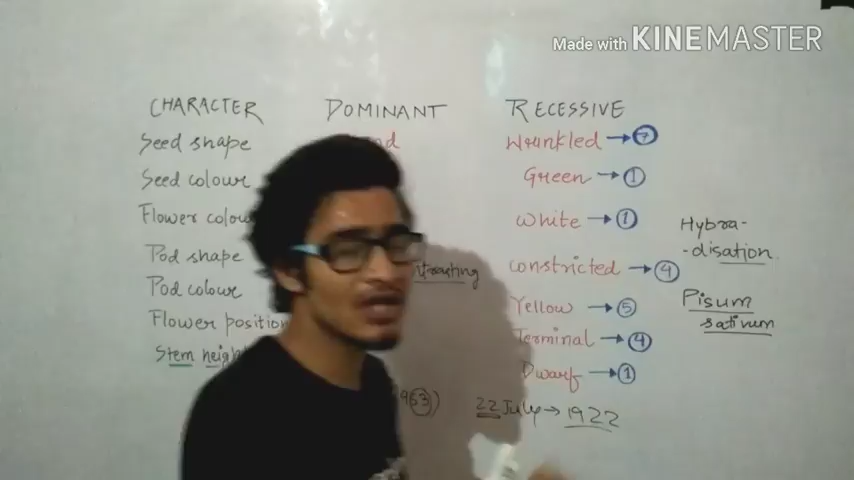 Made with KINEMASTER
CHARACTER DOMINANT RECESSIVE
Seed shape Wrinkled → 7
Seed colour Green → 1
Flower colou White → 1
Hybra-
-disation
Pod shape constricted → 4
Pod colour Yellow → 5
Pisum
sativum
Flower position Terminal → 4
Stem heigh Dwarf → 1
963)) 22 July → 1922